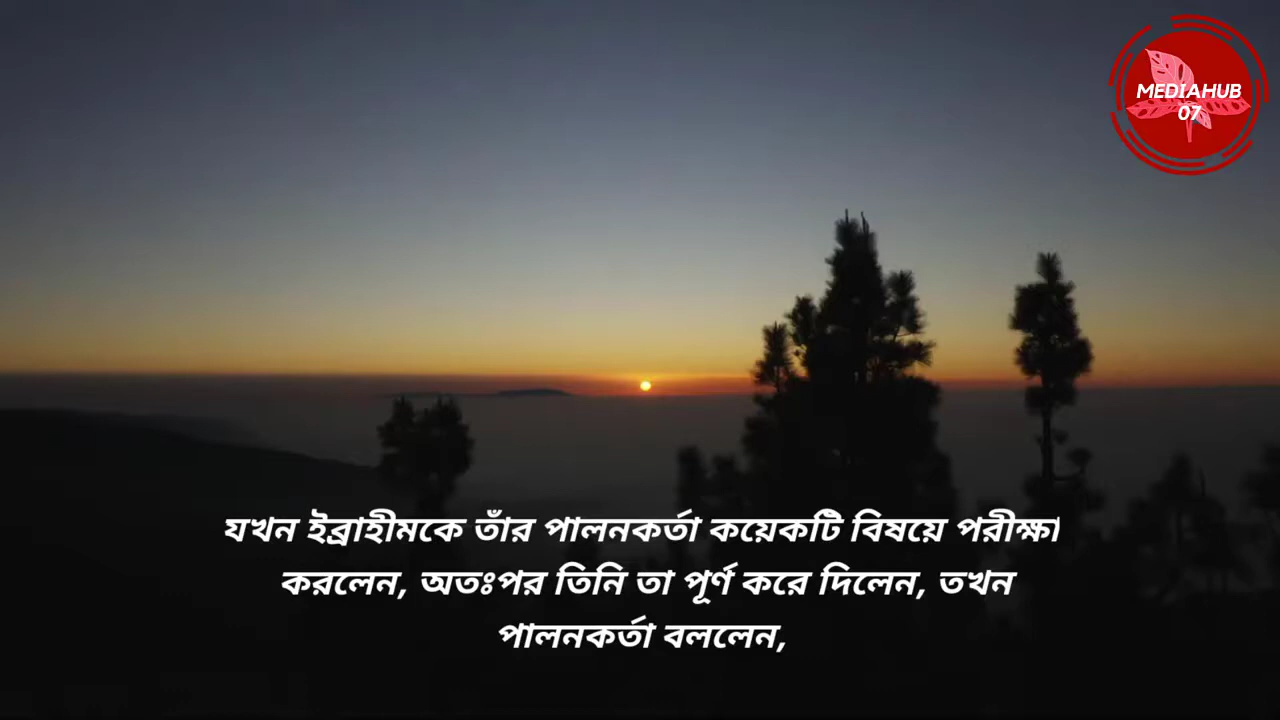 MEDIAHUB
07
যখন ইব্রাহীমকে তাঁর পালনকর্তা কয়েকটি বিষয়ে পরীক্ষা
করলেন, অতঃপর তিনি তা পূর্ণ করে দিলেন, তখন
পালনকর্তা বললেন,